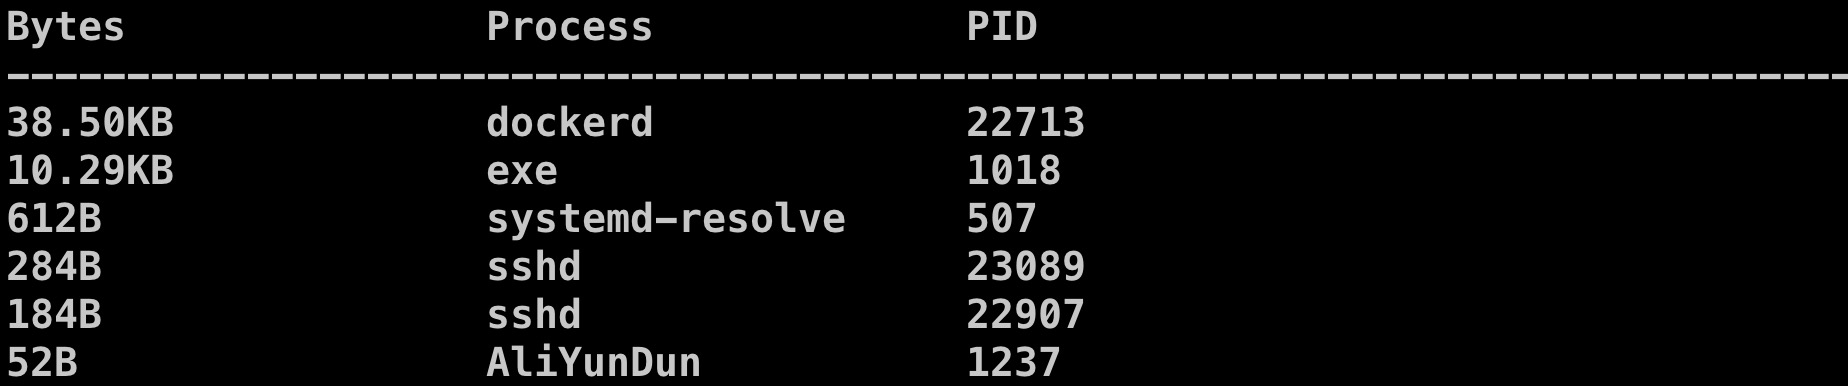 Bytes Process PID
-----------------------------------------------------------------------------
38.50KB dockerd 22713
10.29KB exe 1018
612B systemd-resolve 507
284B sshd 23089
184B sshd 22907
52B AliYunDun 1237